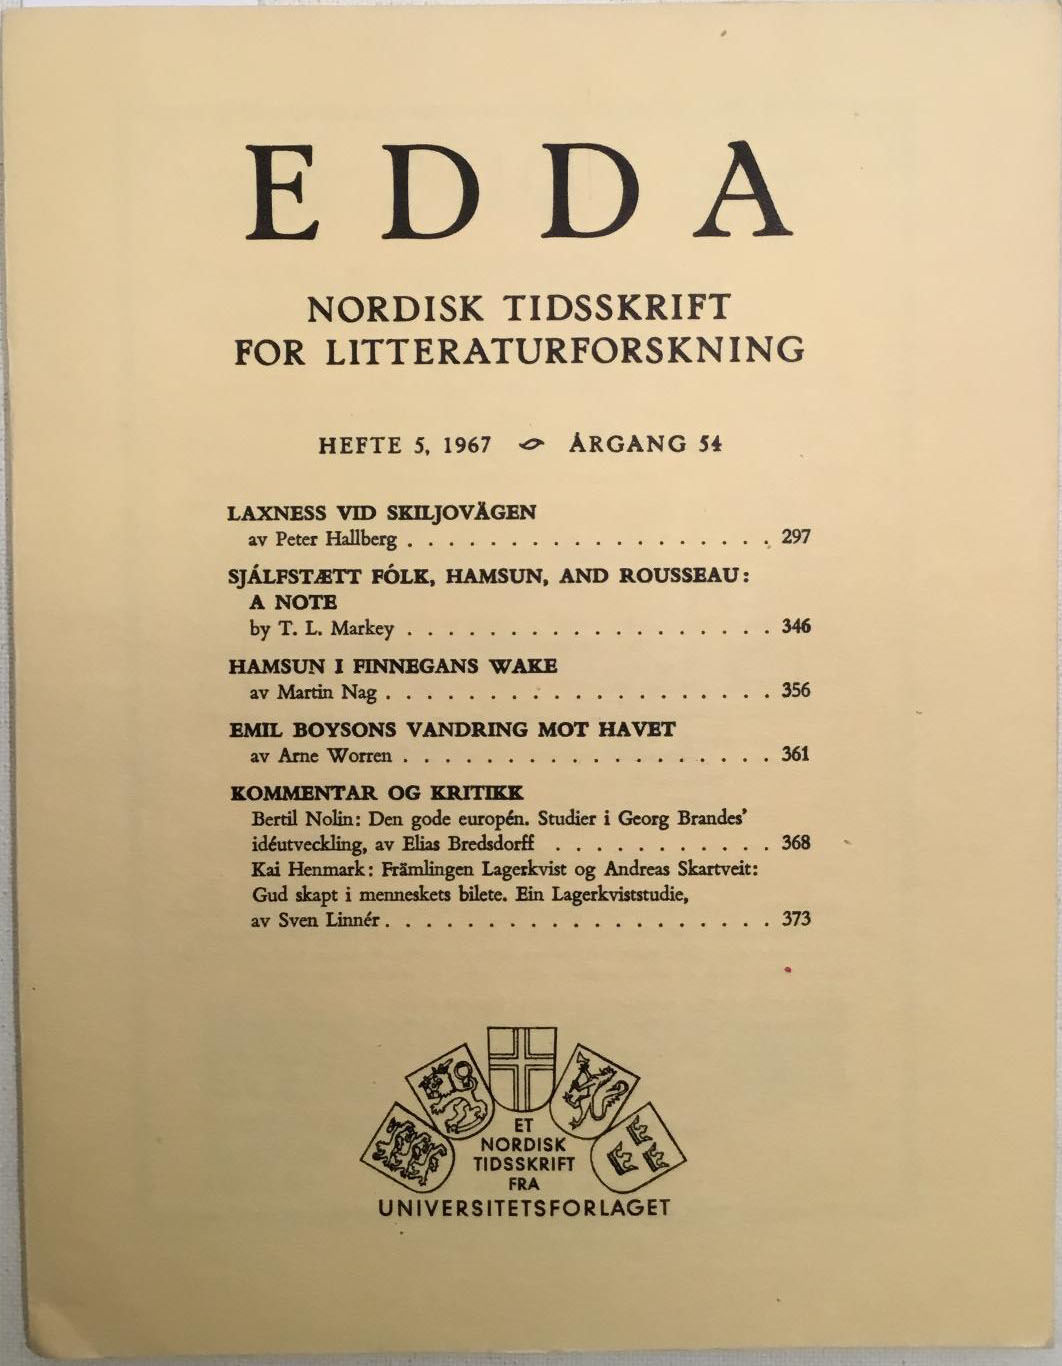 EDDA
NORDISK TIDSSKRIFT
FOR LITTERATURFORSKNING
HEFTE 5, 1967 ÅRGANG 54
LAXNESS VID SKILJOVÄGEN
av Peter Hallberg . . . . . . . . . . . . . . . . . . 297
SJÁLFSTÆTT FÓLK, HAMSUN, AND ROUSSEAU:
A NOTE
by T. L. Markey . . . . . . . . . . . . . . . . . . 346
HAMSUN I FINNEGANS WAKE
av Martin Nag . . . . . . . . . . . . . . . . . . . 356
EMIL BOYSONS VANDRING MOT HAVET
av Arne Worren . . . . . . . . . . . . . . . . . . 361
KOMMENTAR OG KRITIKK
Bertil Nolin: Den gode europén. Studier i Georg Brandes'
idéutveckling, av Elias Bredsdorff . . . . . . . . . . . 368
Kai Henmark: Främlingen Lagerkvist og Andreas Skartveit:
Gud skapt i menneskets bilete. Ein Lagerkviststudie,
av Sven Linnér . . . . . . . . . . . . . . . . . . . 373
ET
NORDISK
TIDSSKRIFT
FRA
UNIVERSITETSFORLAGET